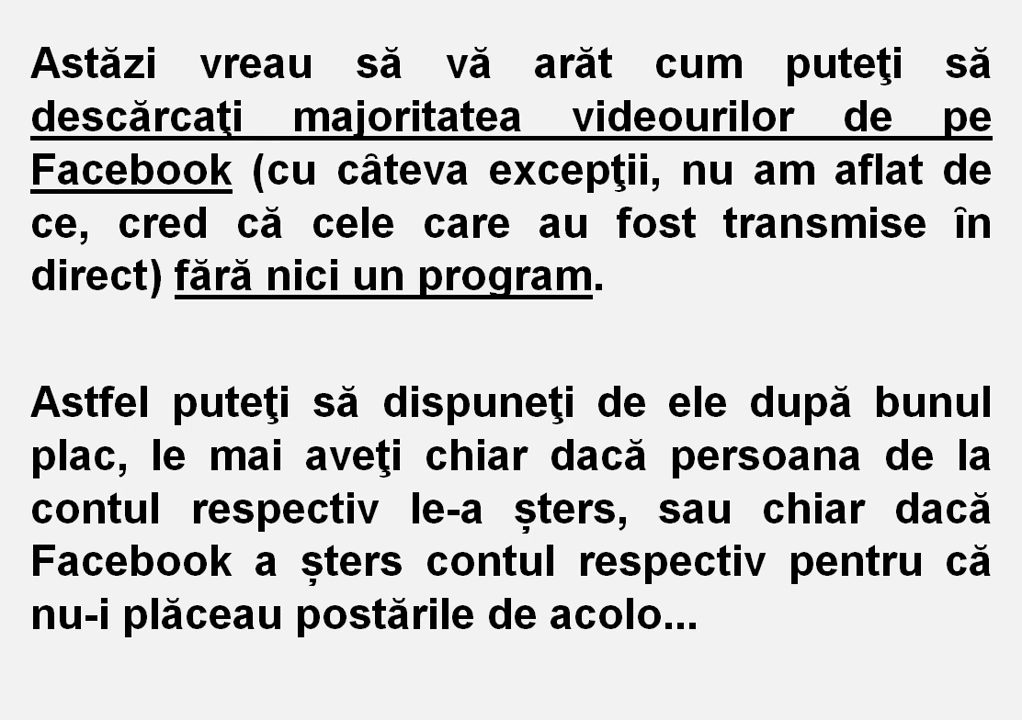 Astăzi vreau să vă arăt cum puteţi să
descărcaţi majoritatea videourilor de pe
Facebook (cu câteva excepţii, nu am aflat de
ce, cred că cele care au fost transmise în
direct) fără nici un program.
Astfel puteţi să dispuneţi de ele după bunul
plac, le mai aveţi chiar dacă persoana de la
contul respectiv le-a șters, sau chiar dacă
Facebook a șters contul respectiv pentru că
nu-i plăceau postările de acolo...